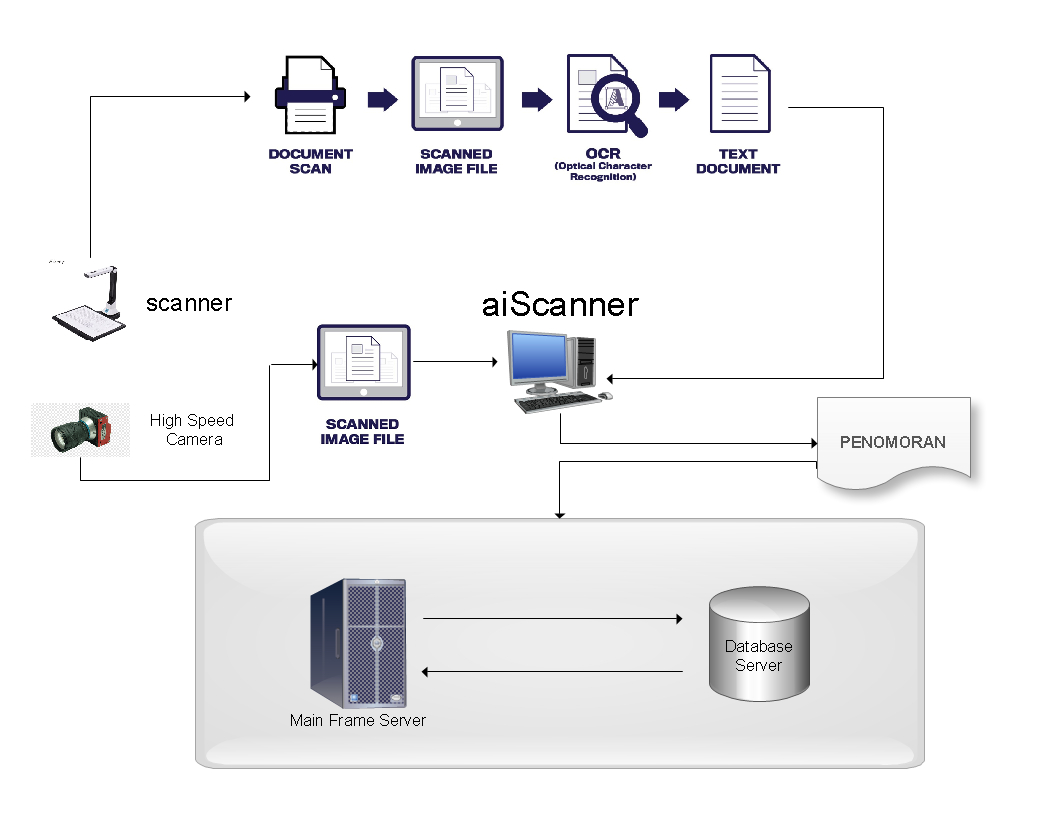 DOCUMENT
SCAN
SCANNED
IMAGE FILE
OCR
(Optical Character
Recognition)
TEXT
DOCUMENT
scanner
aiScanner
High Speed
Camera
SCANNED
IMAGE FILE
PENOMORAN
Main Frame Server
Database
Server